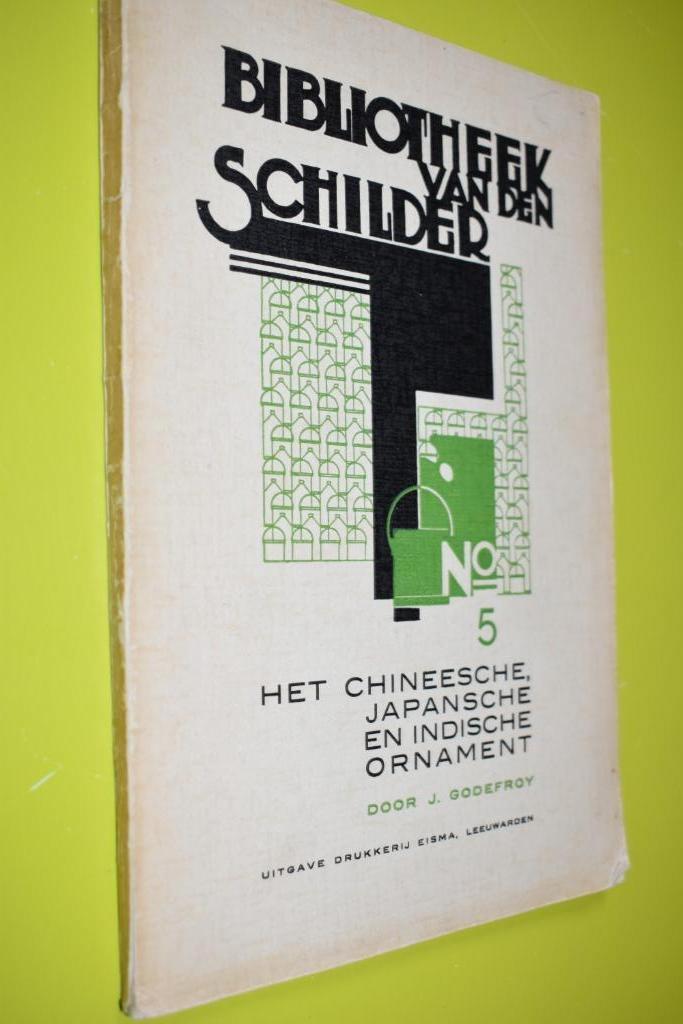 BIBLIOTHEEK
VAN DEN
SCHILDER
No
5
HET CHINEESCHE,
JAPANSCHE
EN INDISCHE
ORNAMENT
DOOR J. GODEFROY
UITGAVE DRUKKERIJ EISMA, LEEUWARDEN